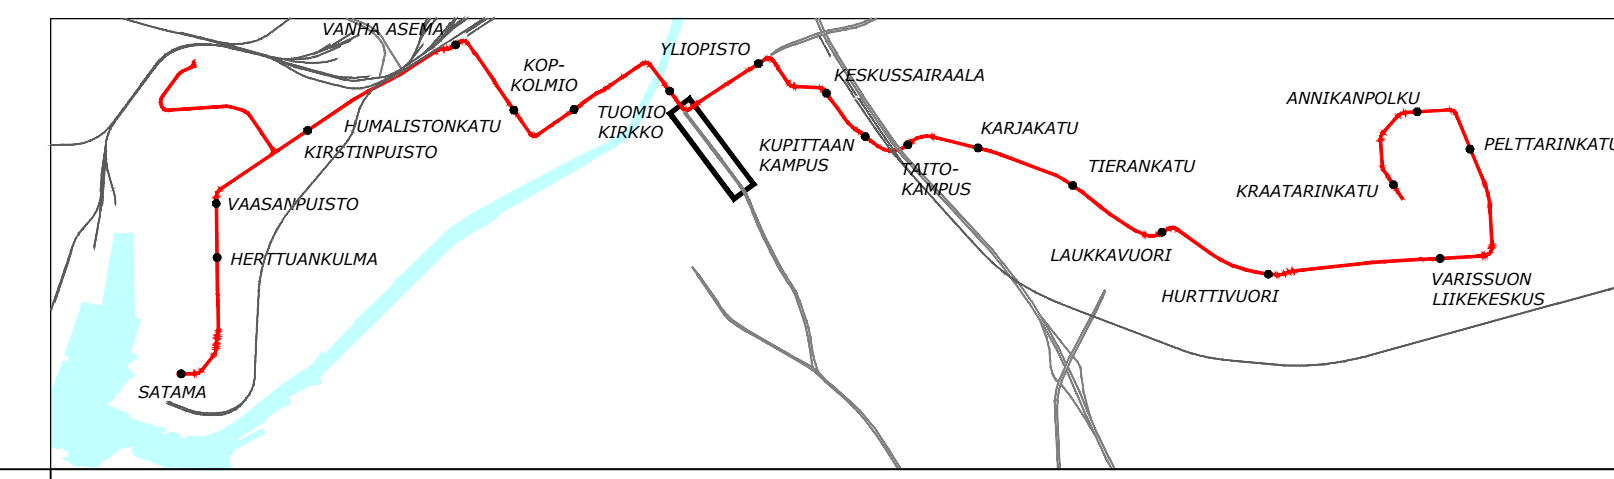 VANHA ASEMA
KOP-
KOLMIO
YLIOPISTO
KESKUSSAIRAALA
TUOMIO
KIRKKO
HUMALISTONKATU
KIRSTINPUISTO
VAASANPUISTO
HERTTUANKULMA
SATAMA
KUPITTAAN
KAMPUS
TAITO-
KAMPUS
KARJAKATU
TIERANKATU
LAUKKAVUORI
HURTTIVUORI
VARISSUON
LIIKEKESKUS
PELTTARINKATU
ANNIKANPOLKU
KRAATARINKATU